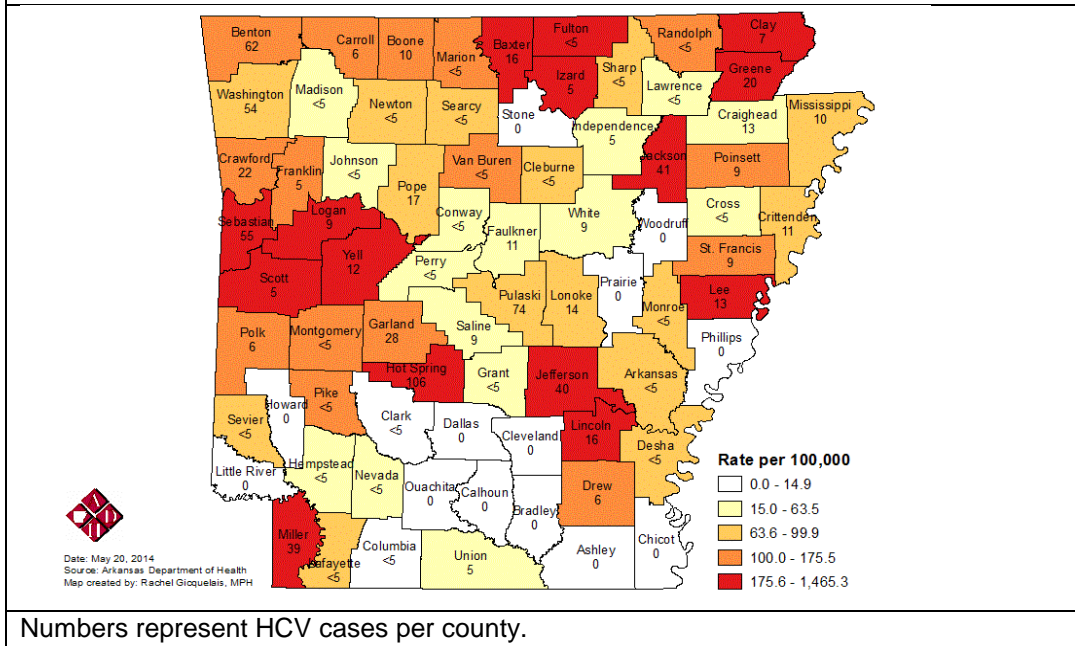 Benton
62
Carroll
6
Boone
10
Marion
<5
Baxter
16
Fulton
<5
Randolph
<5
Clay
7
Izard
5
Sharp
<5
Greene
20
Lawrence
<5
Washington
54
Madison
<5
Newton
<5
Searcy
<5
Stone
0
Independence
5
Craighead
13
Mississippi
10
Crawford
22
Franklin
5
Johnson
<5
Pope
17
Van Buren
<5
Cleburne
<5
Jackson
41
Poinsett
9
Sebastian
55
Logan
9
Conway
<5
Faulkner
11
White
9
Woodruff
0
Cross
<5
Crittenden
11
Yell
12
Scott
5
Perry
<5
St. Francis
9
Pulaski
74
Lonoke
14
Prairie
0
Monroe
<5
Lee
13
Phillips
0
Polk
6
Montgomery
<5
Garland
28
Saline
9
Hot Spring
106
Grant
<5
Jefferson
40
Arkansas
<5
Howard
0
Pike
<5
Clark
<5
Dallas
0
Cleveland
0
Lincoln
16
Desha
<5
Sevier
<5
Little River
0
Hempstead
<5
Nevada
<5
Ouachita
0
Calhoun
0
Bradley
0
Drew
6
Miller
39
Lafayette
<5
Columbia
<5
Union
5
Ashley
0
Chicot
0
Rate per 100,000
0.0 - 14.9
15.0 - 63.5
63.6 - 99.9
100.0 - 175.5
175.6 - 1,465.3
Date: May 20, 2014
Source: Arkansas Department of Health
Map created by: Rachel Gicquelais, MPH
Numbers represent HCV cases per county.